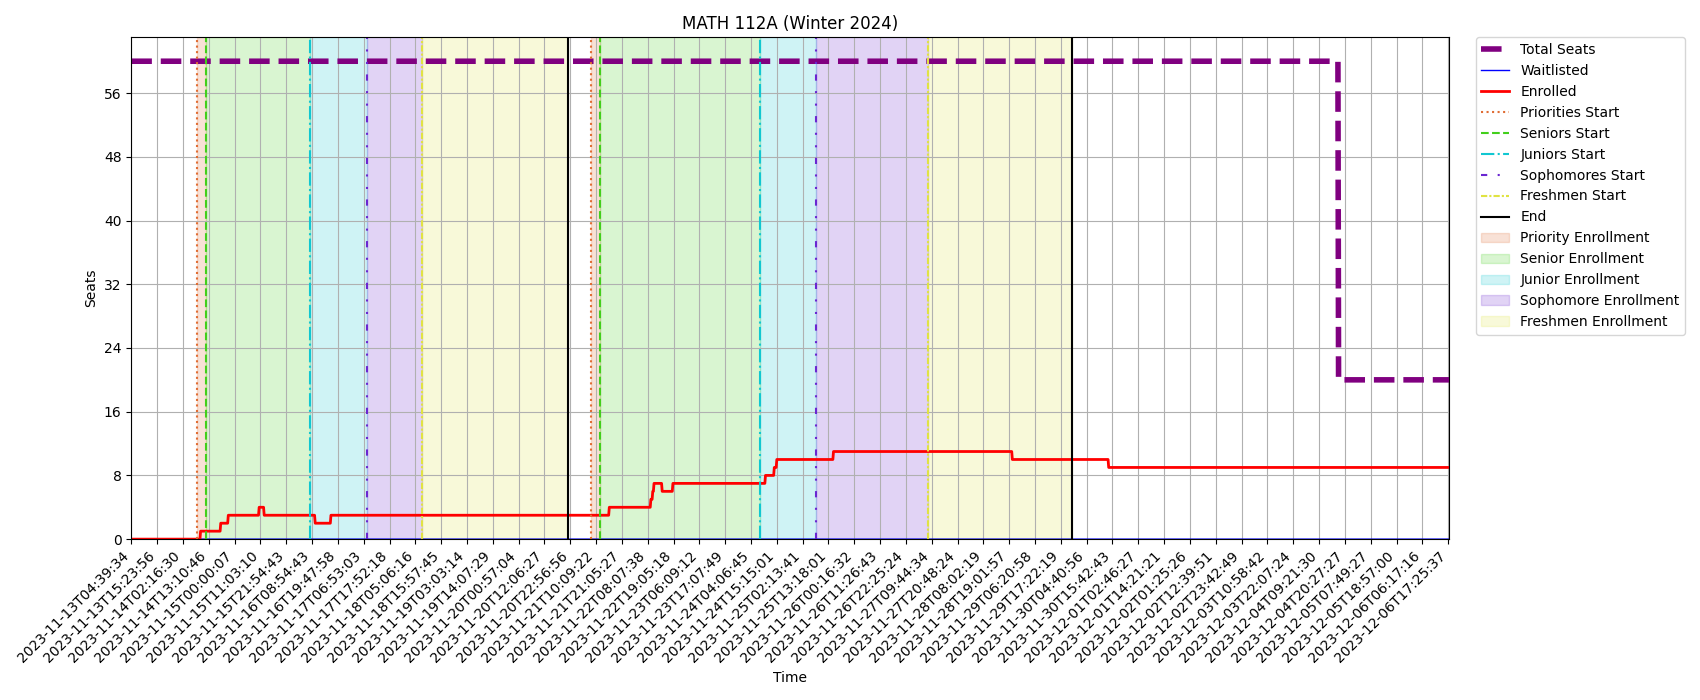 MATH 112A (Winter 2024)
Seats
56
48
40
32
24
16
8
0
2023-11-13T04:39:34
2023-11-13T15:23:56
2023-11-14T02:16:30
2023-11-14T13:10:46
2023-11-15T00:00:07
2023-11-15T11:03:10
2023-11-15T21:54:43
2023-11-16T08:54:43
2023-11-16T19:47:58
2023-11-17T06:53:03
2023-11-17T17:52:18
2023-11-18T05:06:16
2023-11-18T15:57:45
2023-11-19T03:03:14
2023-11-19T14:07:29
2023-11-20T00:57:04
2023-11-20T12:06:27
2023-11-20T22:56:56
2023-11-21T10:09:22
2023-11-21T21:05:27
2023-11-22T08:07:38
2023-11-22T19:05:18
2023-11-23T06:09:12
2023-11-23T17:07:49
2023-11-24T04:06:45
2023-11-24T15:15:01
2023-11-25T02:13:41
2023-11-25T13:18:01
2023-11-26T00:16:32
2023-11-26T11:26:43
2023-11-26T22:25:24
2023-11-27T09:44:34
2023-11-27T20:48:24
2023-11-28T08:02:19
2023-11-28T19:01:57
2023-11-29T06:20:58
2023-11-29T17:22:19
2023-11-30T04:40:56
2023-11-30T15:42:43
2023-12-01T02:46:27
2023-12-01T14:21:21
2023-12-02T01:25:26
2023-12-02T12:39:51
2023-12-02T23:42:49
2023-12-03T10:58:42
2023-12-03T22:07:24
2023-12-04T09:21:30
2023-12-04T20:27:27
2023-12-05T07:49:27
2023-12-05T18:57:00
2023-12-06T06:17:16
2023-12-06T17:25:37
Time
Total Seats
Waitlisted
Enrolled
Priorities Start
Seniors Start
Juniors Start
Sophomores Start
Freshmen Start
End
Priority Enrollment
Senior Enrollment
Junior Enrollment
Sophomore Enrollment
Freshmen Enrollment